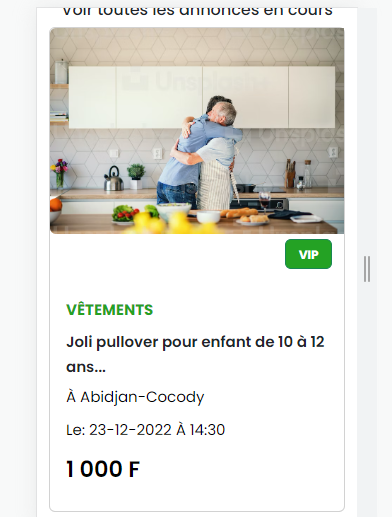 Voir toutes les annonces en cours
Unsplash
VIP
VÊTEMENTS
Joli pullover pour enfant de 10 à 12
ans...
À Abidjan-Cocody
Le: 23-12-2022 À 14:30
1 000 F